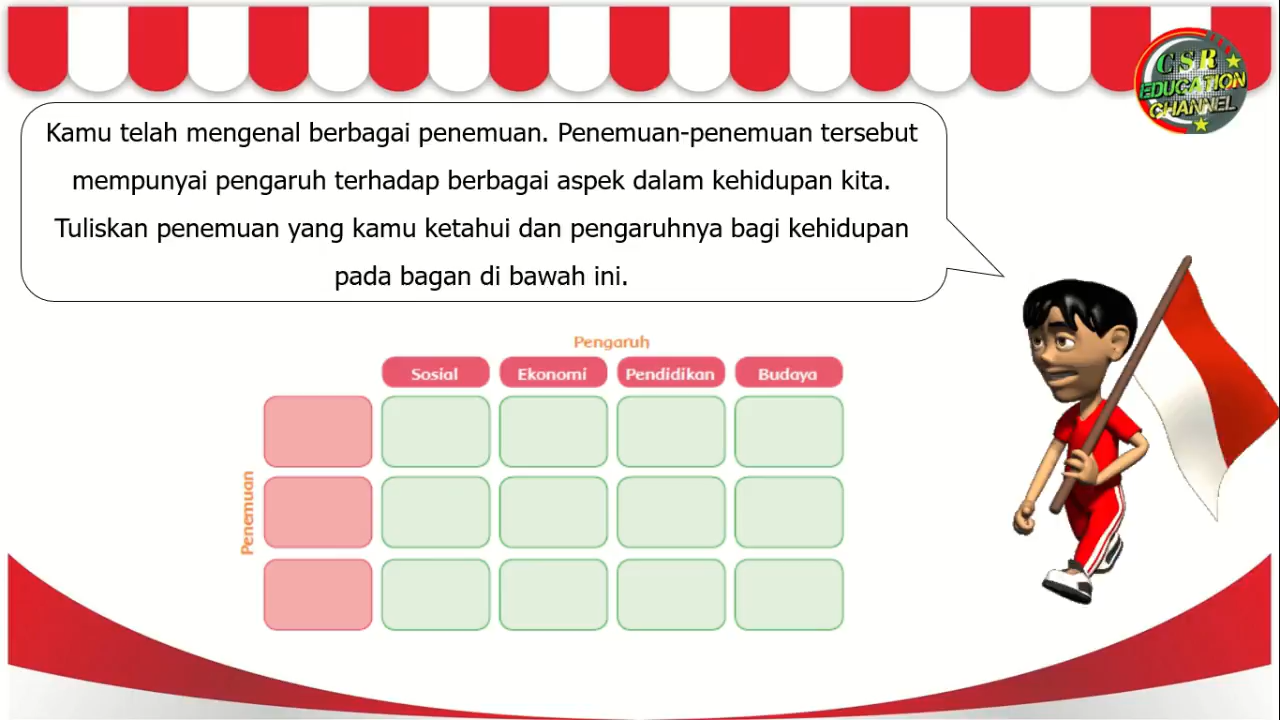 CSR
EDUCATION
CHANNEL
Kamu telah mengenal berbagai penemuan. Penemuan-penemuan tersebut
mempunyai pengaruh terhadap berbagai aspek dalam kehidupan kita.
Tuliskan penemuan yang kamu ketahui dan pengaruhnya bagi kehidupan
pada bagan di bawah ini.
Pengaruh
Sosial Ekonomi Pendidikan Budaya
Penemuan